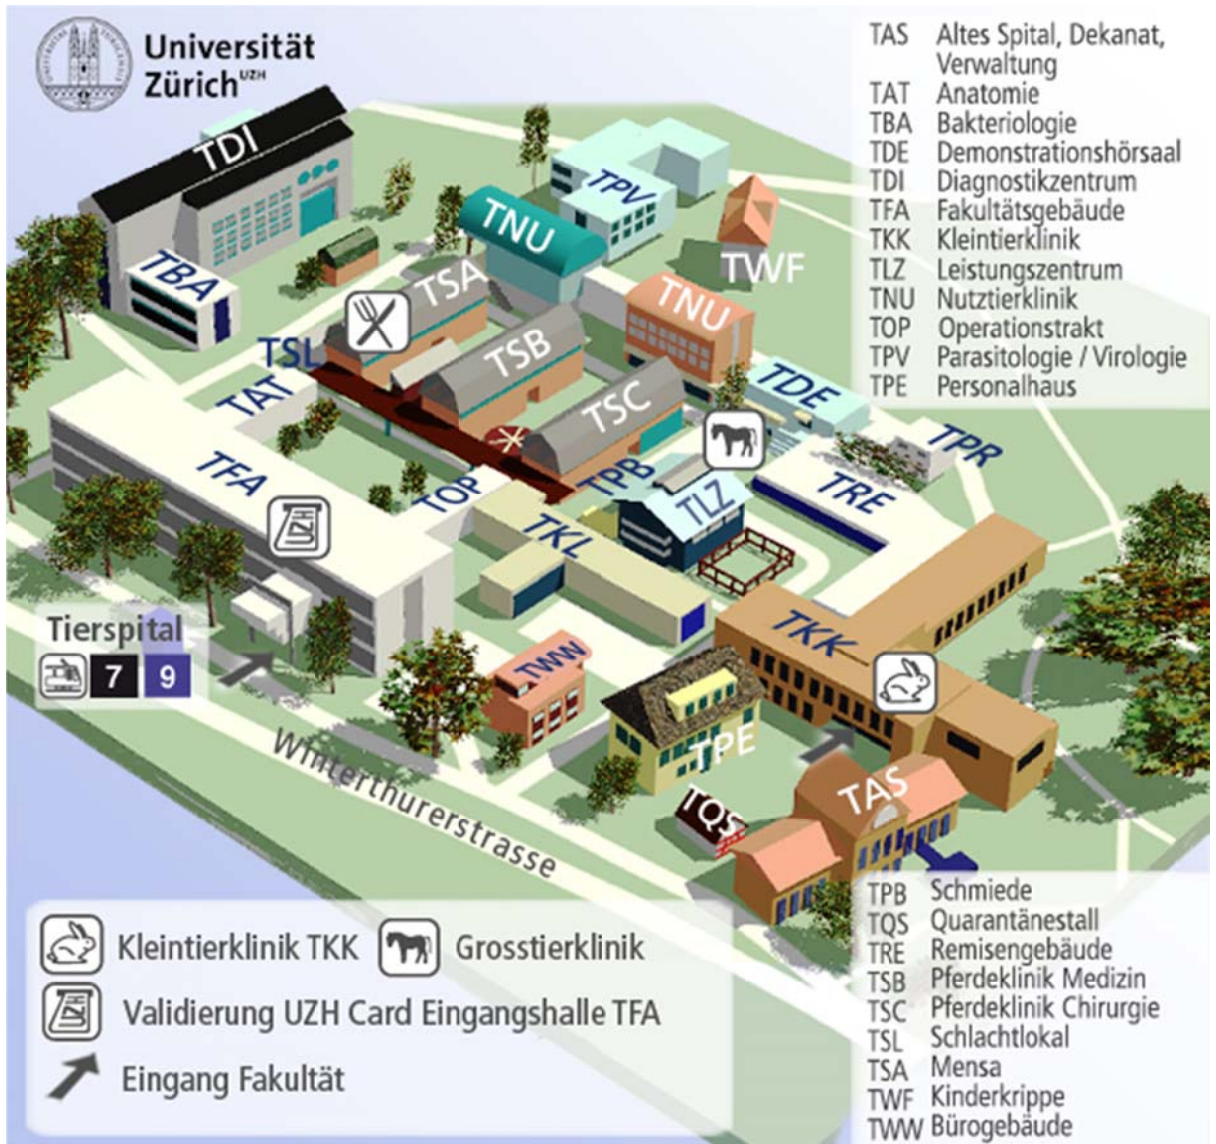 Universität
Zürich UZH
TAS Altes Spital, Dekanat,
Verwaltung
TAT Anatomie
TBA Bakteriologie
TDE Demonstrationshörsaal
TDI Diagnostikzentrum
TFA Fakultätsgebäude
TKK Kleintierklinik
TLZ Leistungszentrum
TNU Nutztierklinik
TOP Operationstrakt
TPV Parasitologie / Virologie
TPE Personalhaus
TDI
TPV
TNU
TWF
TBA
TSA
TNU
TSL
TSB
TAT
TSC
TDE
TPR
TFA
TOP
TPB
TLZ
TRE
TKL
UZH
Tierspital
7 9
TWW
TKK
TPE
TAS
TQS
Winterthurerstrasse
Kleintierklinik TKK
Grosstierklinik
UZH
Validierung UZH Card Eingangshalle TFA
Eingang Fakultät
TPB Schmiede
TQS Quarantänestall
TRE Remisengebäude
TSB Pferdeklinik Medizin
TSC Pferdeklinik Chirurgie
TSL Schlachtlokal
TSA Mensa
TWF Kinderkrippe
TWW Bürogebäude